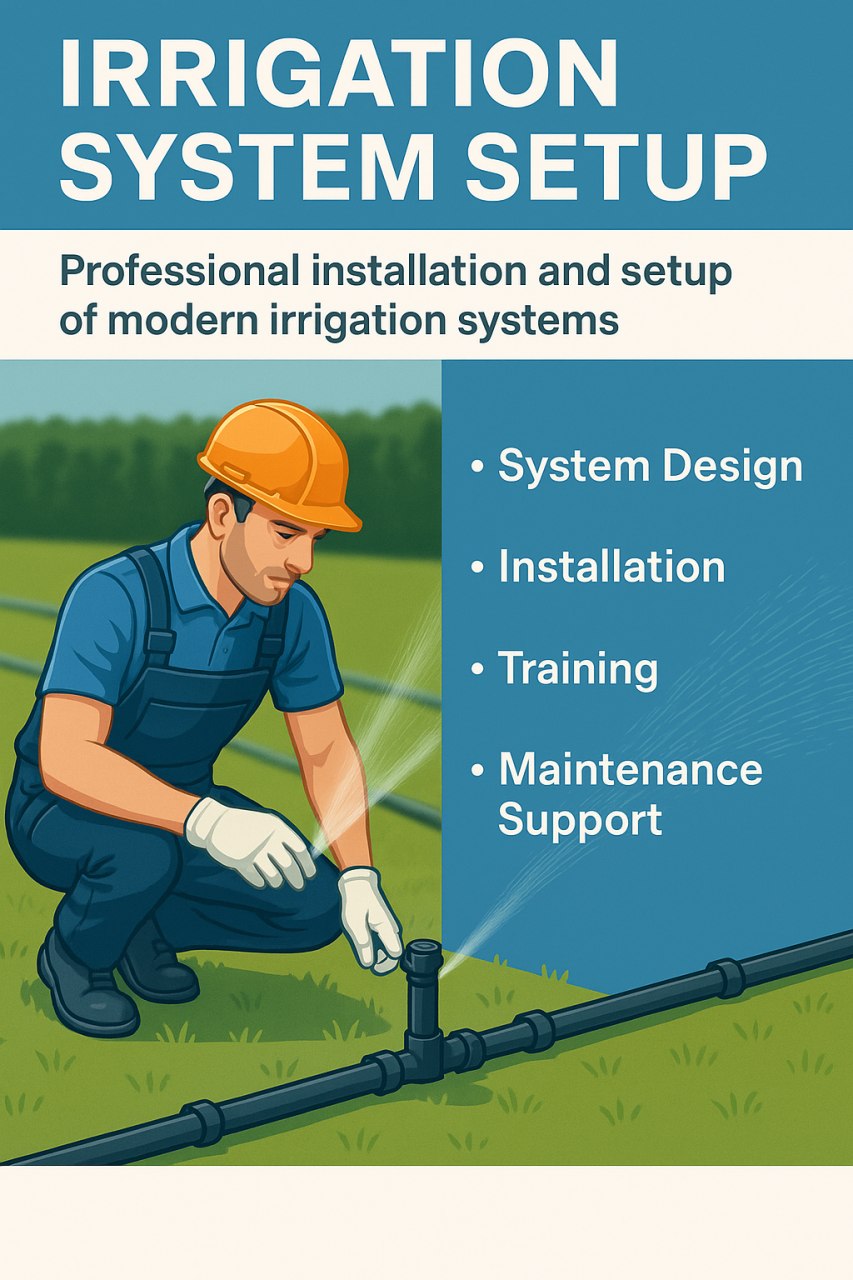 IRRIGATION
SYSTEM SETUP
Professional installation and setup
of modern irrigation systems
• System Design
• Installation
• Training
• Maintenance
Support